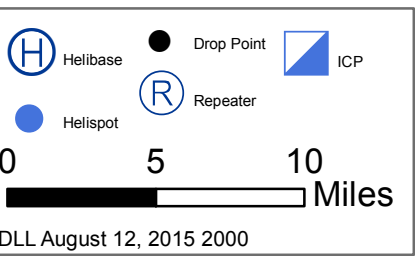 H Helibase
Drop Point
ICP
R Repeater
Helispot
0 5 10
Miles
DLL August 12, 2015 2000